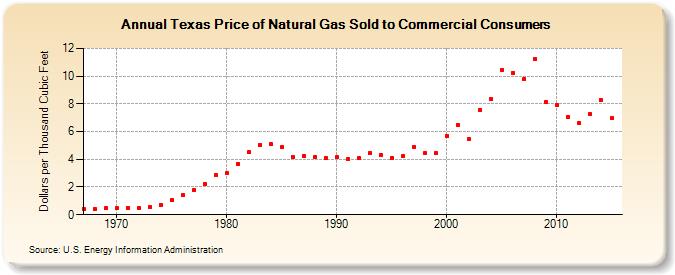 Annual Texas Price of Natural Gas Sold to Commercial Consumers
Dollars per Thousand Cubic Feet
12
10
8
6
4
2
0
1970 1980 1990 2000 2010
Source: U.S. Energy Information Administration